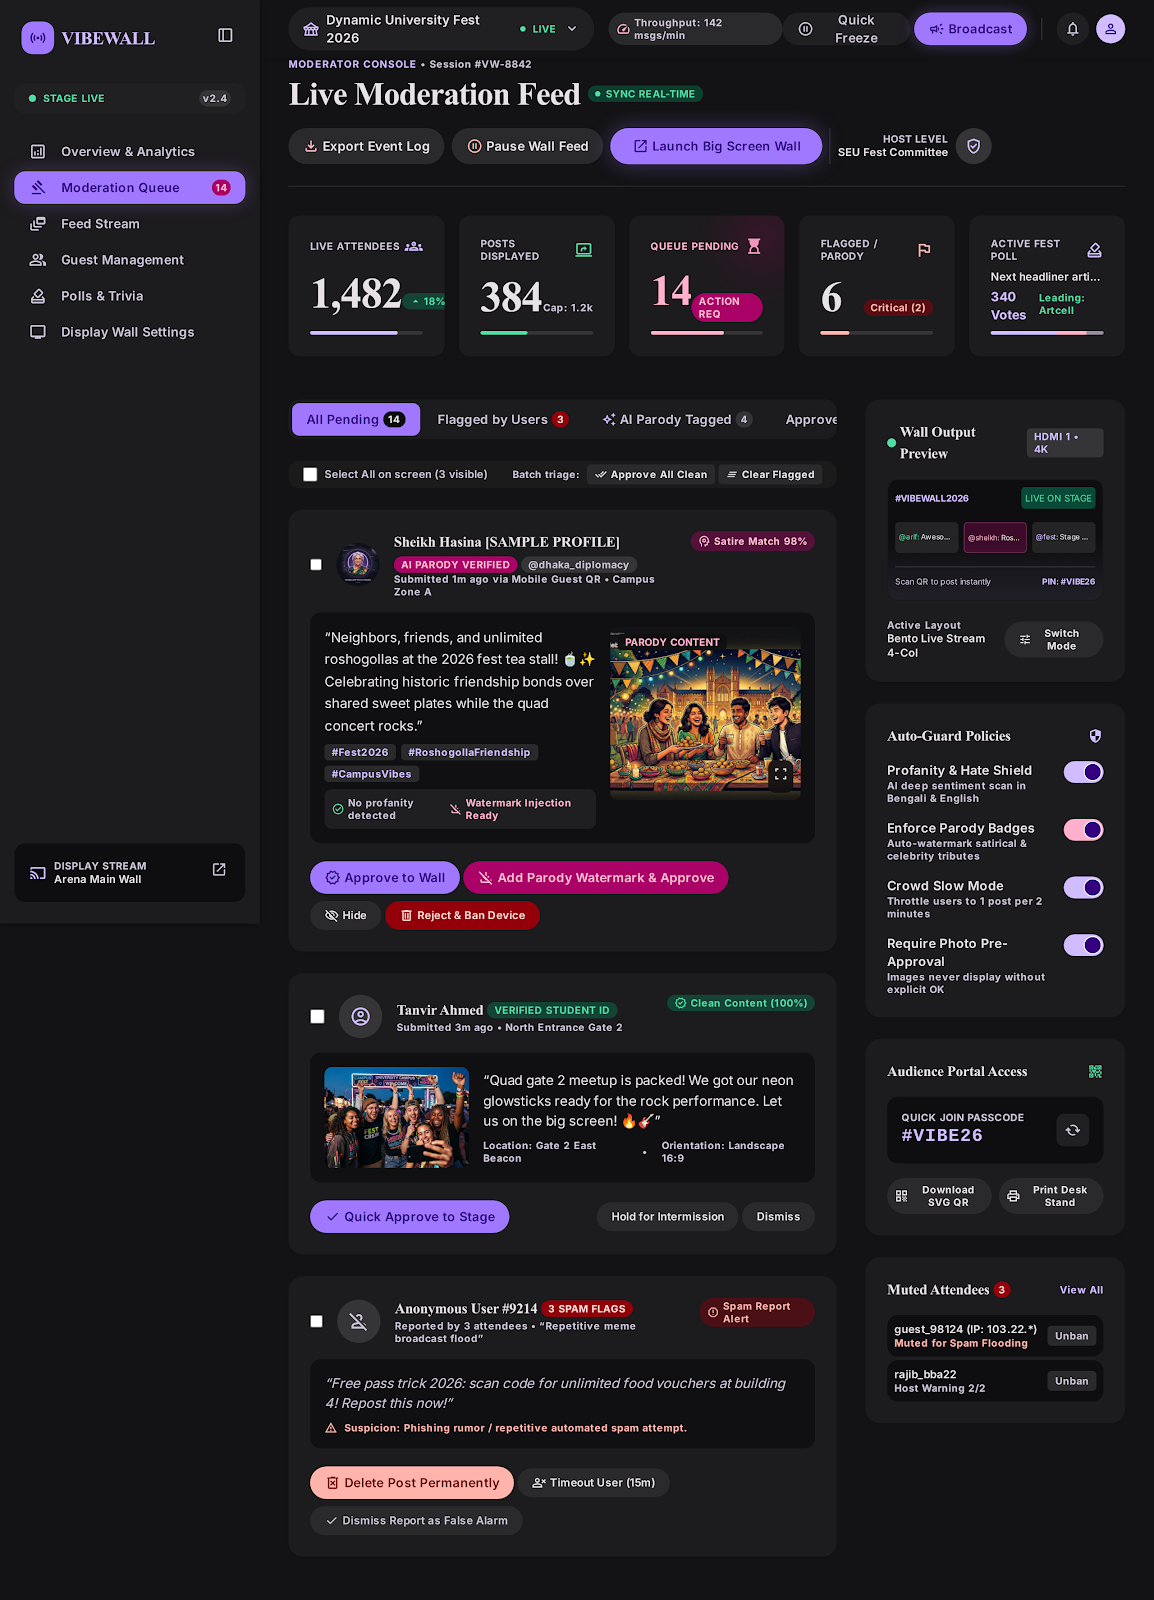 VIBEWALL
STAGE LIVE
v2.4
Overview & Analytics
Moderation Queue
14
Feed Stream
Guest Management
Polls & Trivia
Display Wall Settings
DISPLAY STREAM
Arena Main Wall
Dynamic University Fest
2026
LIVE
Throughput: 142
msgs/min
Quick
Freeze
Broadcast
MODERATOR CONSOLE • Session #VW-8842
Live Moderation Feed
SYNC REAL-TIME
Export Event Log
Pause Wall Feed
Launch Big Screen Wall
HOST LEVEL
SEU Fest Committee
LIVE ATTENDEES
1,482
18%
POSTS
DISPLAYED
384
Cap: 1.2k
QUEUE PENDING
14
ACTION
REQ
FLAGGED /
PARODY
6
Critical (2)
ACTIVE FEST
POLL
Next headliner arti...
340
Votes
Leading:
Artcell
All Pending 14
Flagged by Users 3
AI Parody Tagged 4
Approve
Select All on screen (3 visible)
Batch triage:
Approve All Clean
Clear Flagged
Sheikh Hasina [SAMPLE PROFILE]
AI PARODY VERIFIED
@dhaka_diplomacy
Submitted 1m ago via Mobile Guest QR • Campus
Zone A
Satire Match 98%
“Neighbors, friends, and unlimited
roshogollas at the 2026 fest tea stall! 🍵✨
Celebrating historic friendship bonds over
shared sweet plates while the quad
concert rocks.”
#Fest2026
#RoshogollaFriendship
#CampusVibes
No profanity
detected
Watermark Injection
Ready
PARODY CONTENT
Approve to Wall
Add Parody Watermark & Approve
Hide
Reject & Ban Device
Tanvir Ahmed
VERIFIED STUDENT ID
Submitted 3m ago • North Entrance Gate 2
Clean Content (100%)
“Quad gate 2 meetup is packed! We got our neon
glowsticks ready for the rock performance. Let
us on the big screen! 🔥🎸”
Location: Gate 2 East
Beacon
•
Orientation: Landscape
16:9
Quick Approve to Stage
Hold for Intermission
Dismiss
Anonymous User #9214
3 SPAM FLAGS
Reported by 3 attendees • “Repetitive meme
broadcast flood”
Spam Report
Alert
“Free pass trick 2026: scan code for unlimited food vouchers at building
4! Repost this now!”
Suspicion: Phishing rumor / repetitive automated spam attempt.
Delete Post Permanently
Timeout User (15m)
Dismiss Report as False Alarm
Wall Output
Preview
HDMI 1 •
4K
#VIBEWALL2026
LIVE ON STAGE
@arif: Aweso...
@sheikh: Ros...
@fest: Stage ...
Scan QR to post instantly
PIN: #VIBE26
Active Layout
Bento Live Stream
4-Col
Switch
Mode
Auto-Guard Policies
Profanity & Hate Shield
AI deep sentiment scan in
Bengali & English
Enforce Parody Badges
Auto-watermark satirical &
celebrity tributes
Crowd Slow Mode
Throttle users to 1 post per 2
minutes
Require Photo Pre-
Approval
Images never display without
explicit OK
Audience Portal Access
QUICK JOIN PASSCODE
#VIBE26
Download
SVG QR
Print Desk
Stand
Muted Attendees 3
View All
guest_98124 (IP: 103.22.*)
Muted for Spam Flooding
Unban
rajib_bba22
Host Warning 2/2
Unban